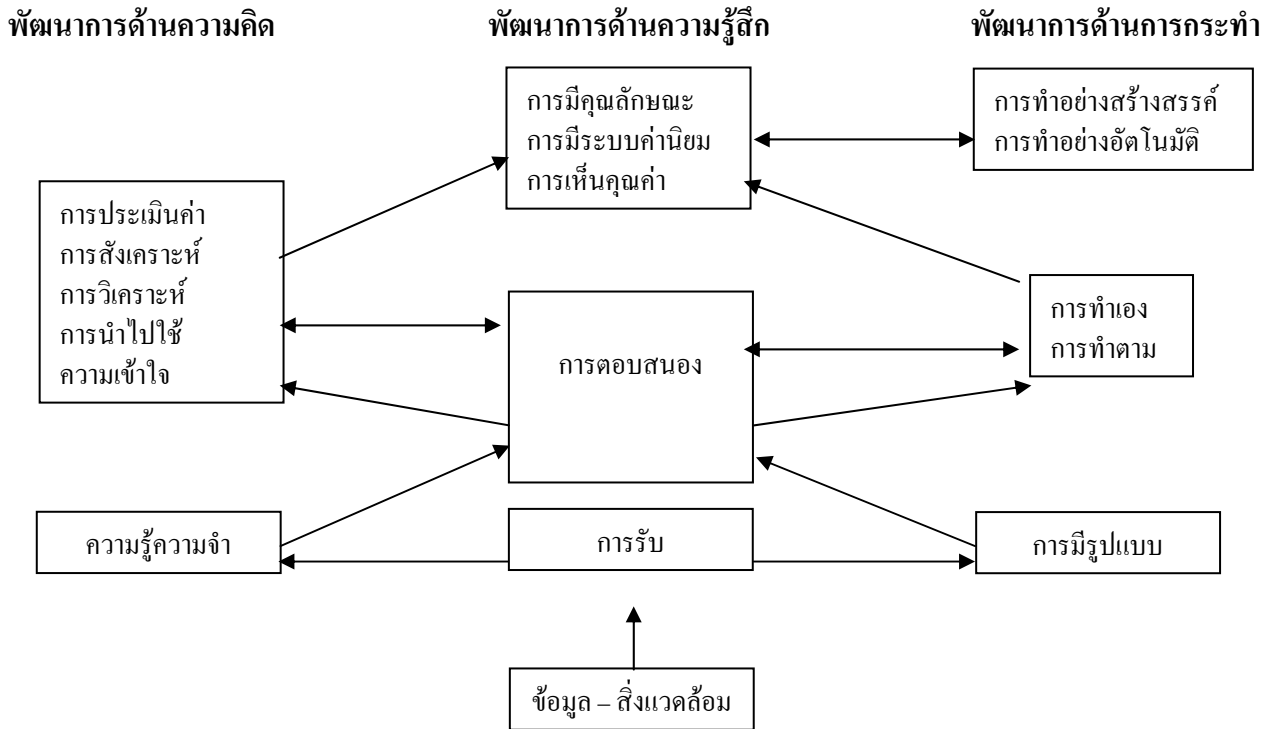 พัฒนาการด้านความคิด
พัฒนาการด้านความรู้สึก
พัฒนาการด้านการกระทำ
การมีคุณลักษณะ
การมีระบบค่านิยม
การเห็นคุณค่า
การทำอย่างสร้างสรรค์
การทำอย่างอัตโนมัติ
การประเมินค่า
การสังเคราะห์
การวิเคราะห์
การนำไปใช้
ความเข้าใจ
การตอบสนอง
การทำเอง
การทำตาม
ความรู้ความจำ
การรับ
การมีรูปแบบ
ข้อมูล – สิ่งแวดล้อม